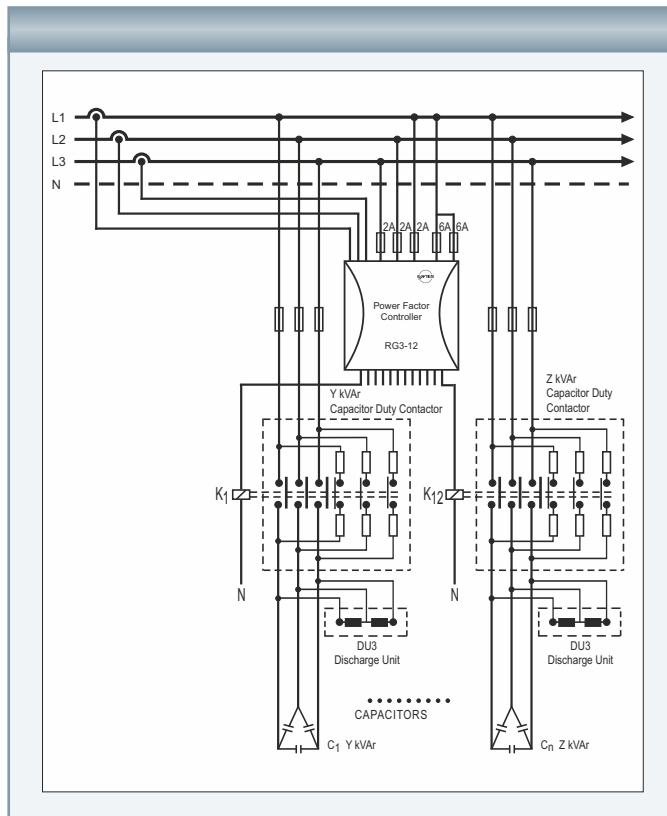 L1
L2
L3
N
2A 2A 2A 6A 6A
Power Factor
Controller
RG3-12
Y kVAr
Capacitor Duty Contactor
Z kVAr
Capacitor Duty
Contactor
K1
K12
N
N
DU3
Discharge Unit
DU3
Discharge Unit
CAPACITORS
C1 Y kVAr
Cn Z kVAr